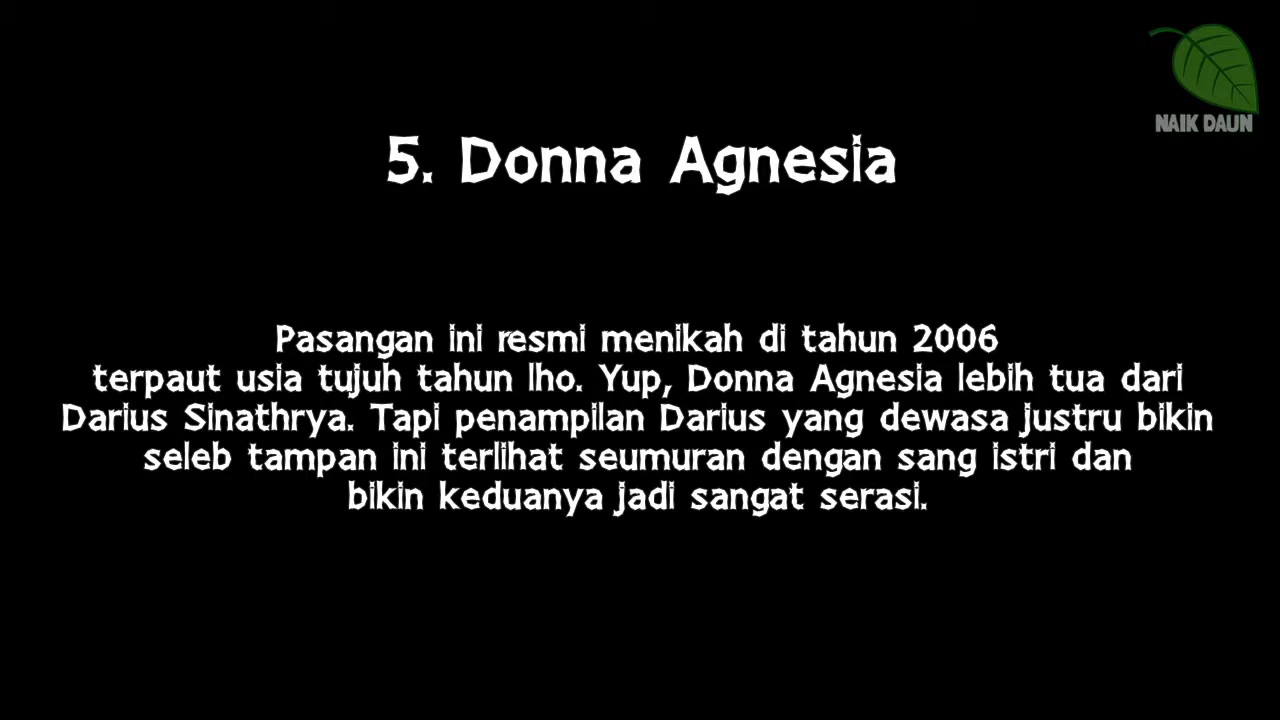 NAIK DAUN
5. Donna Agnesia
Pasangan ini resmi menikah di tahun 2006
terpaut usia tujuh tahun lho. Yup, Donna Agnesia lebih tua dari
Darius Sinathrya. Tapi penampilan Darius yang dewasa justru bikin
seleb tampan ini terlihat seumuran dengan sang istri dan
bikin keduanya jadi sangat serasi.